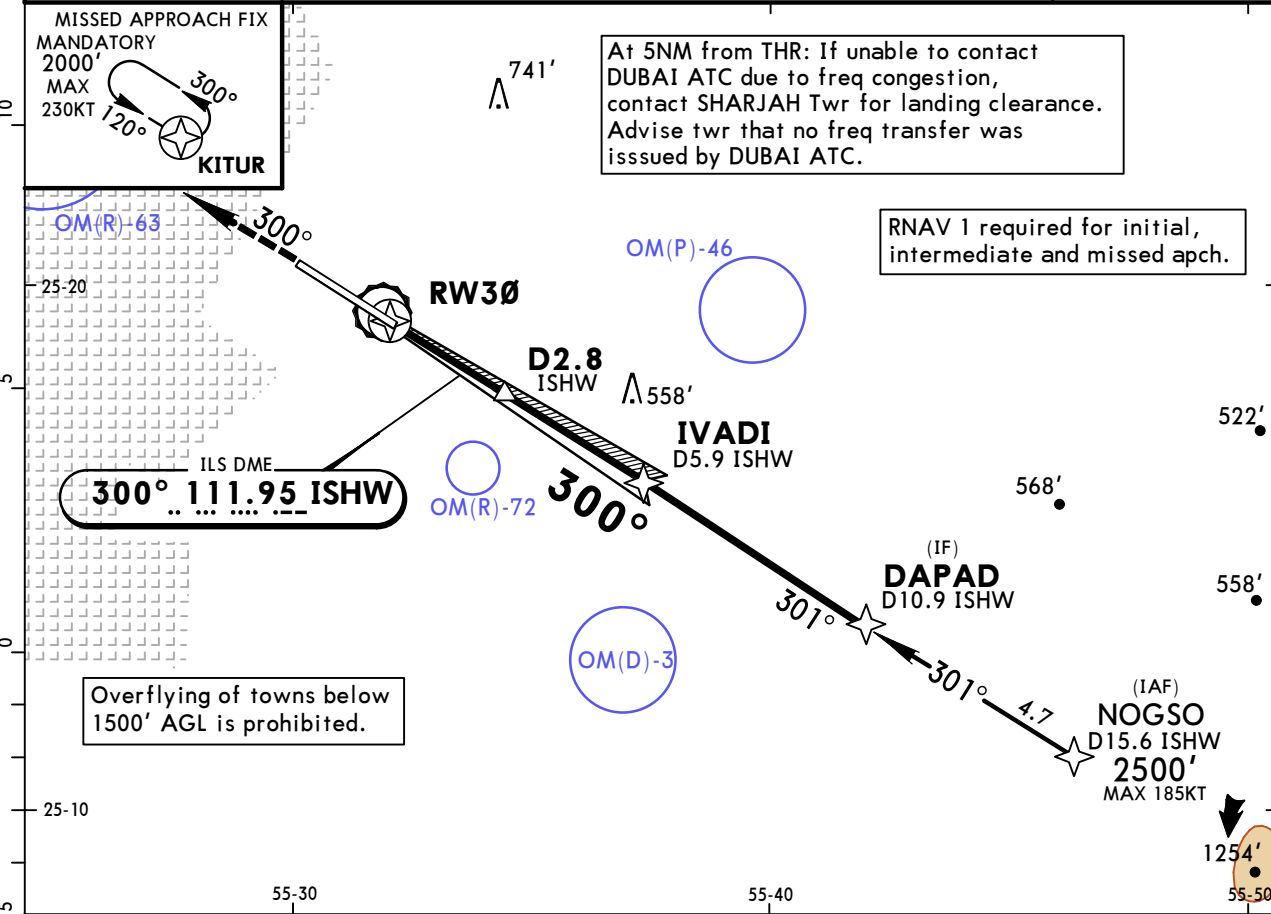 MISSED APPROACH FIX
MANDATORY
2000'
MAX
230KT
300°
120°
KITUR
741'
At 5NM from THR: If unable to contact
DUBAI ATC due to freq congestion,
contact SHARJAH Twr for landing clearance.
Advise twr that no freq transfer was
isssued by DUBAI ATC.
10
OM(R)-63
300°
RNAV 1 required for initial,
intermediate and missed apch.
OM(P)-46
25-20
RW3Ø
D2.8
ISHW
558'
5
IVADI
D5.9 ISHW
522'
ILS DME
300° 111.95 ISHW
OM(R)-72
300°
568'
(IF)
DAPAD
D10.9 ISHW
558'
301°
0
OM(D)-3
301°
4.7
(IAF)
NOGSO
D15.6 ISHW
2500'
MAX 185KT
Overflying of towns below
1500' AGL is prohibited.
25-10
1254'
55-30
55-40
55-50
5